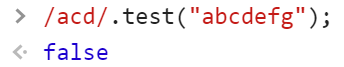 > /acd/.test("abcdefg");
<· false